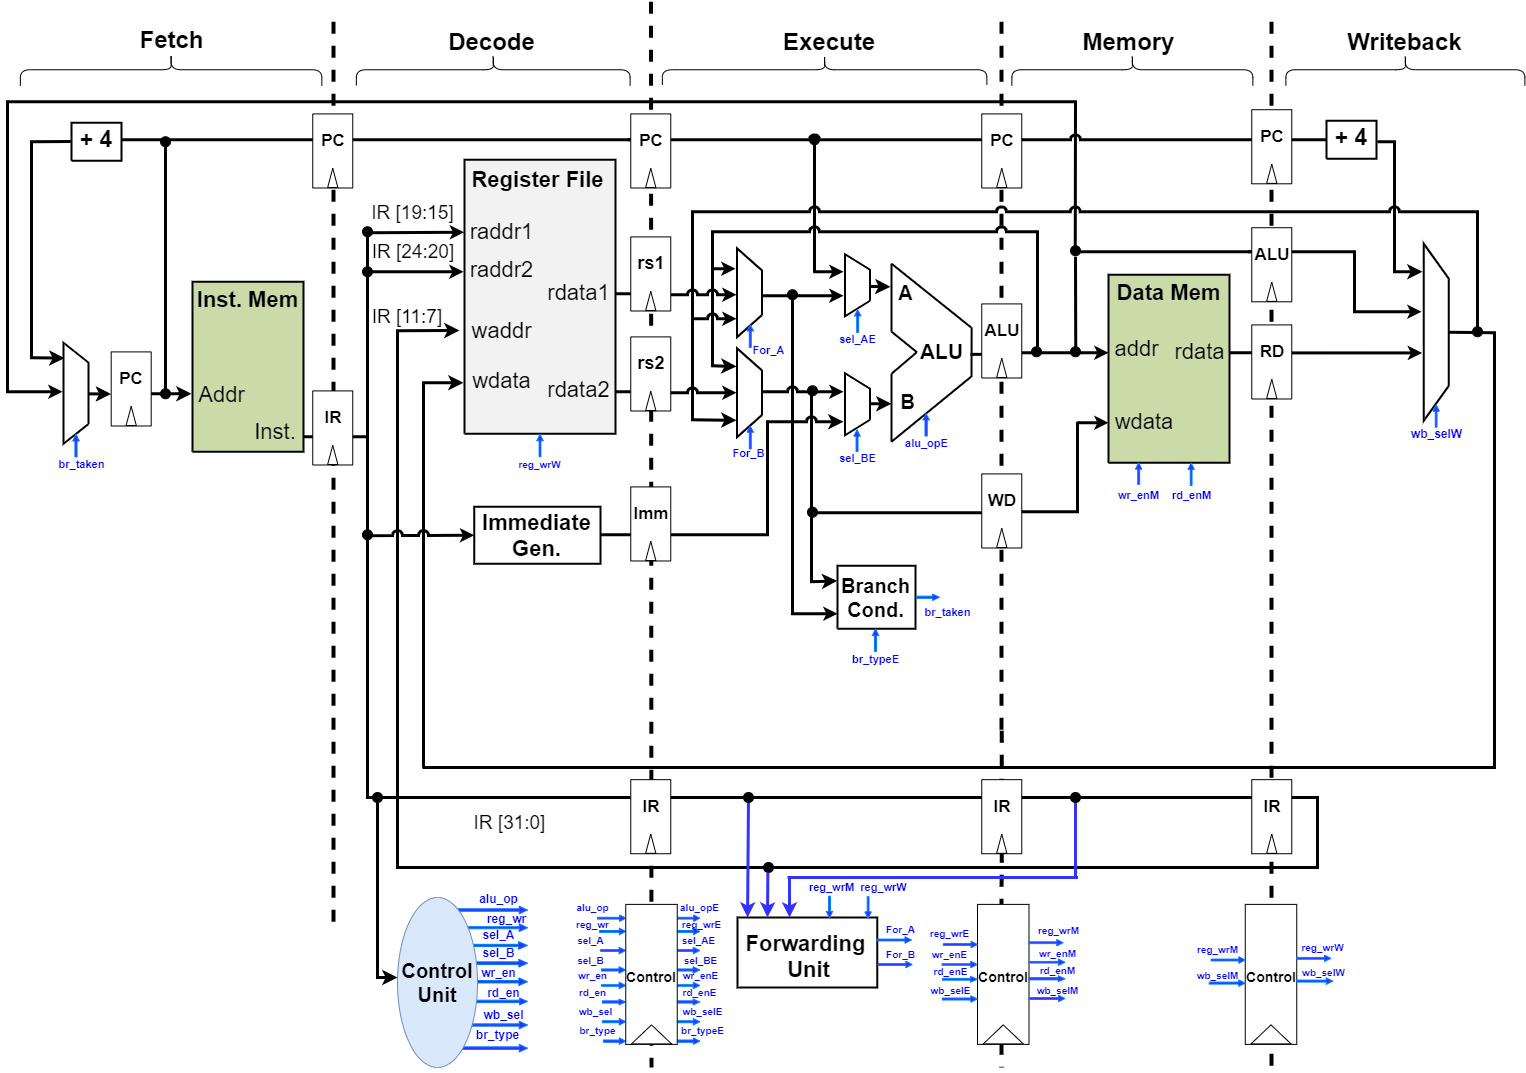 Fetch
Decode
Execute
Memory
Writeback
+ 4
PC
PC
PC
PC
+ 4
Register File
IR [19:15]
raddr1
IR [24:20]
raddr2
rdata1
IR [11:7]
waddr
wdata
rdata2
rs1
rs2
Inst. Mem
Addr
Inst.
PC
br_taken
IR
reg_wrW
Immediate
Gen.
Imm
For_A
For_B
sel_AE
sel_BE
A
ALU
B
alu_opE
ALU
WD
Branch
Cond.
br_taken
br_typeE
Data Mem
addr
rdata
wdata
wr_enM
rd_enM
ALU
RD
wb_selW
IR
IR
IR
IR [31:0]
Control
Unit
alu_op
reg_wr
sel_A
sel_B
wr_en
rd_en
wb_sel
br_type
alu_op
reg_wr
sel_A
sel_B
wr_en
rd_en
wb_sel
br_type
Control
alu_opE
reg_wrE
sel_AE
sel_BE
wr_enE
rd_enE
wb_selE
br_typeE
reg_wrM
reg_wrW
Forwarding
Unit
For_A
For_B
reg_wrE
wr_enE
rd_enE
wb_selE
Control
reg_wrM
wr_enM
rd_enM
wb_selM
reg_wrM
wb_selM
Control
reg_wrW
wb_selW